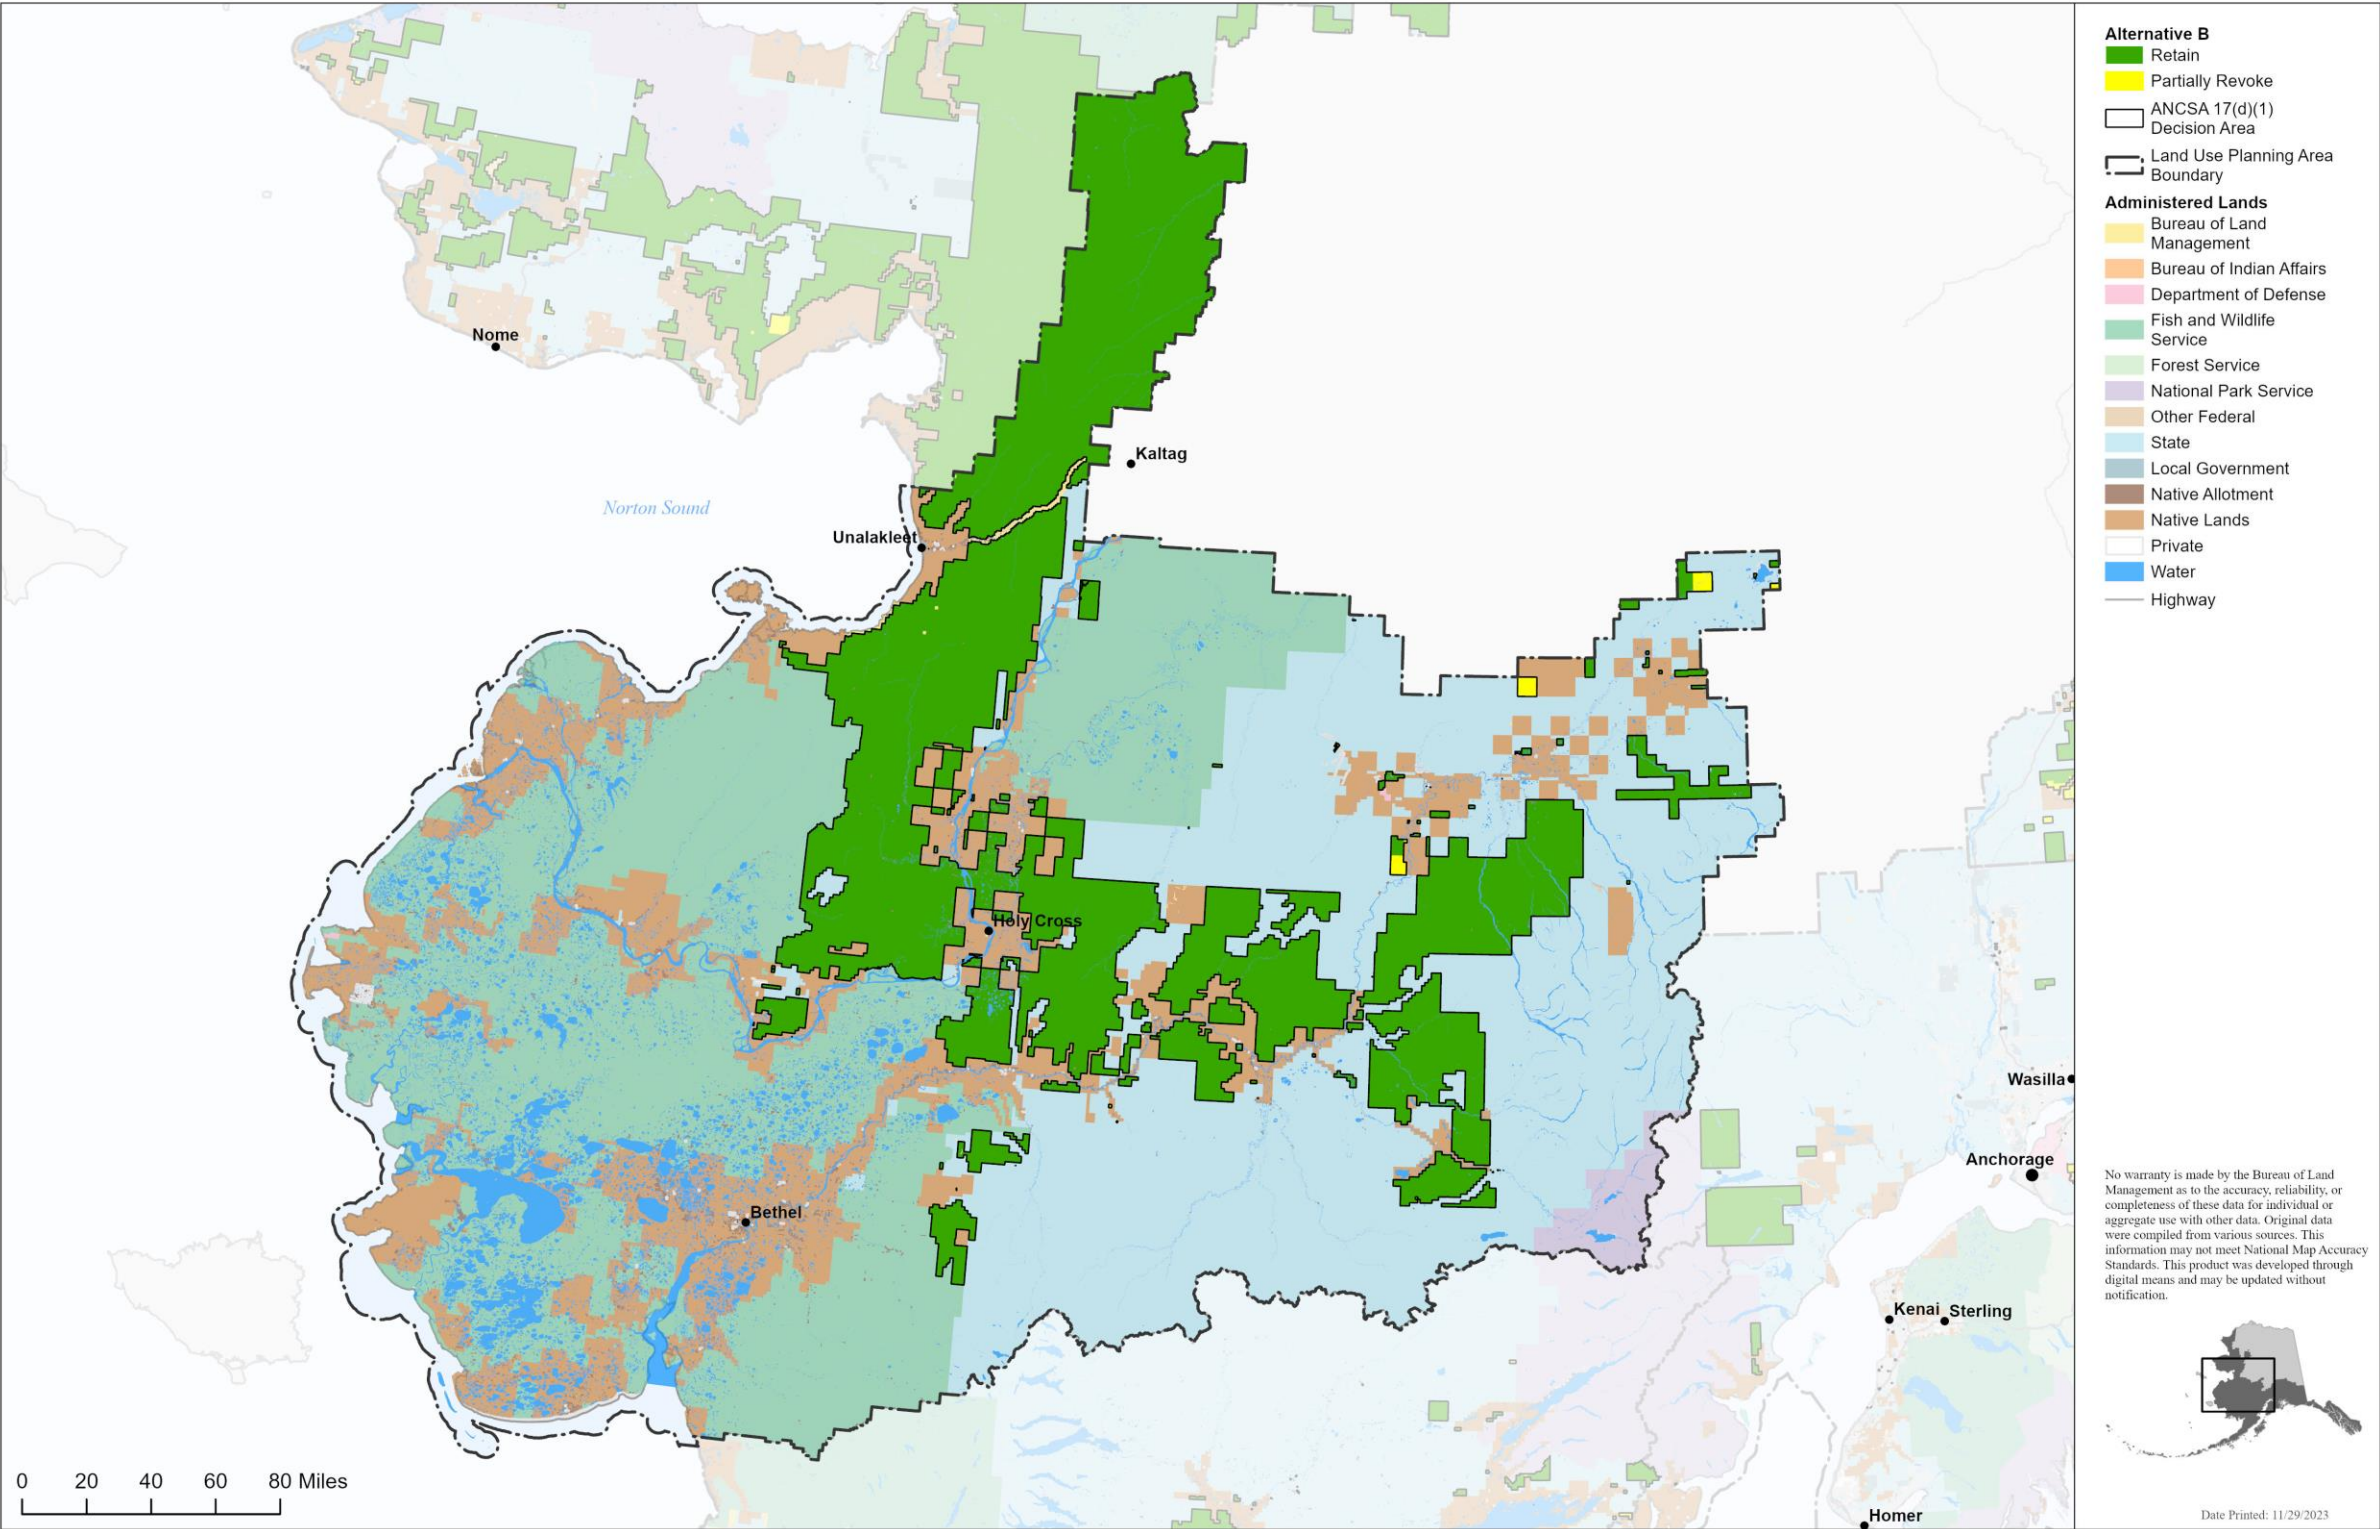 Nome
Norton Sound
Kaltag
Unalakleet
Holy Cross
Bethel
Wasilla
Anchorage
Kenai
Sterling
Homer
0 20 40 60 80 Miles
Alternative B
Retain
Partially Revoke
ANCSA 17(d)(1)
Decision Area
Land Use Planning Area
Boundary
Administered Lands
Bureau of Land
Management
Bureau of Indian Affairs
Department of Defense
Fish and Wildlife
Service
Forest Service
National Park Service
Other Federal
State
Local Government
Native Allotment
Native Lands
Private
Water
Highway
No warranty is made by the Bureau of Land
Management as to the accuracy, reliability, or
completeness of these data for individual or
aggregate use with other data. Original data
were compiled from various sources. This
information may not meet National Map Accuracy
Standards. This product was developed through
digital means and may be updated without
notification.
Date Printed: 11/29/2023